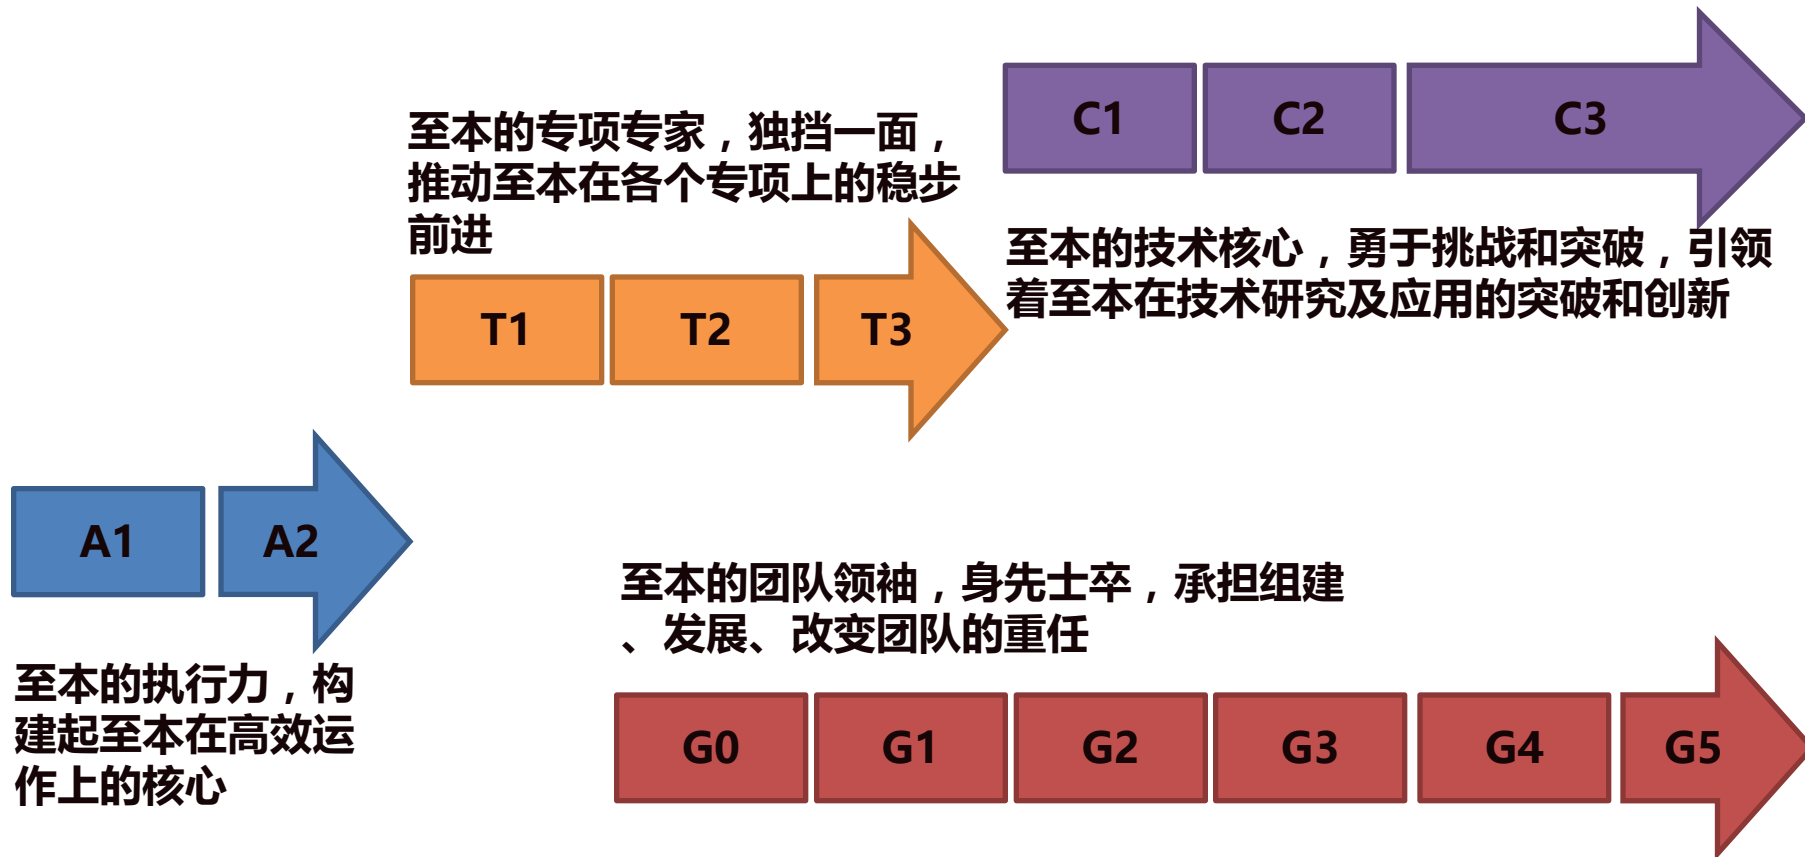 C1 C2 C3
至本的专项专家，独挡一面，
推动至本在各个专项上的稳步
前进
至本的技术核心，勇于挑战和突破，引领
着至本在技术研究及应用的突破和创新
T1 T2 T3
A1 A2
至本的团队领袖，身先士卒，承担组建
、发展、改变团队的重任
至本的执行力，构
建起至本在高效运
作上的核心
G0 G1 G2 G3 G4 G5